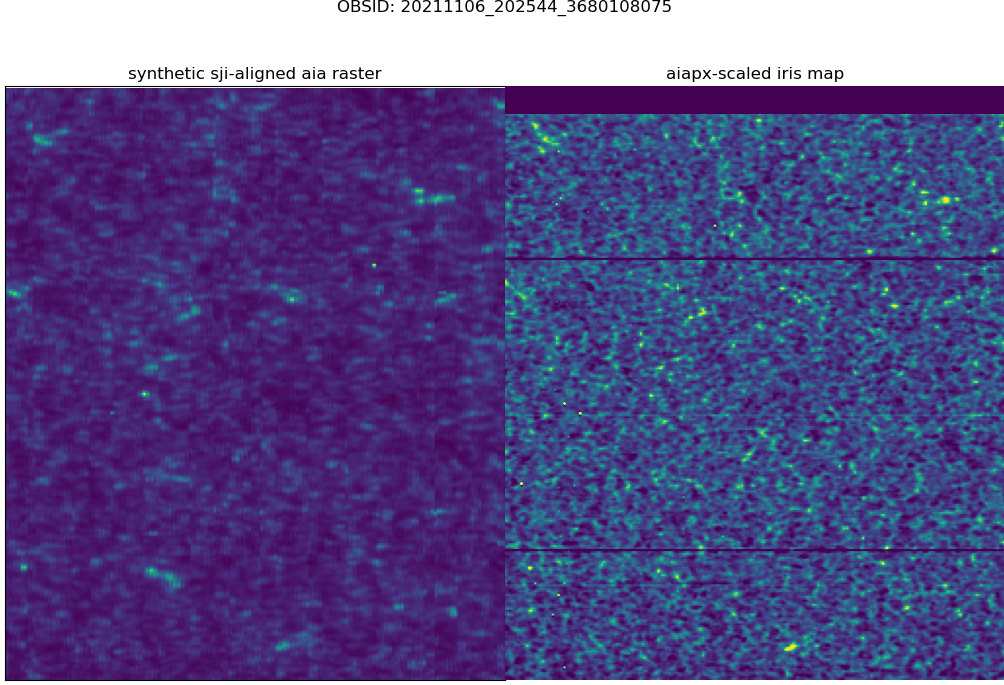 OBSID: 20211106_202544_3680108075
synthetic sji-aligned aia raster
aiapx-scaled iris map